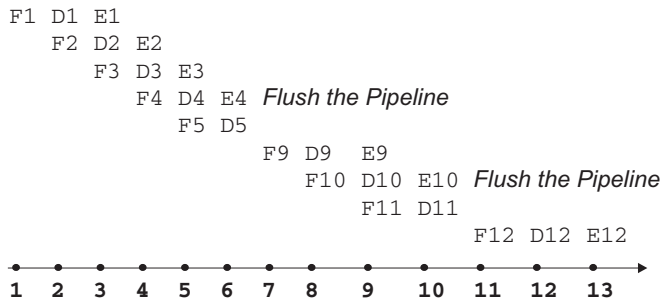 F1 D1 E1
F2 D2 E2
F3 D3 E3
F4 D4 E4 Flush the Pipeline
F5 D5
F9 D9 E9
F10 D10 E10 Flush the Pipeline
F11 D11
F12 D12 E12
1 2 3 4 5 6 7 8 9 10 11 12 13